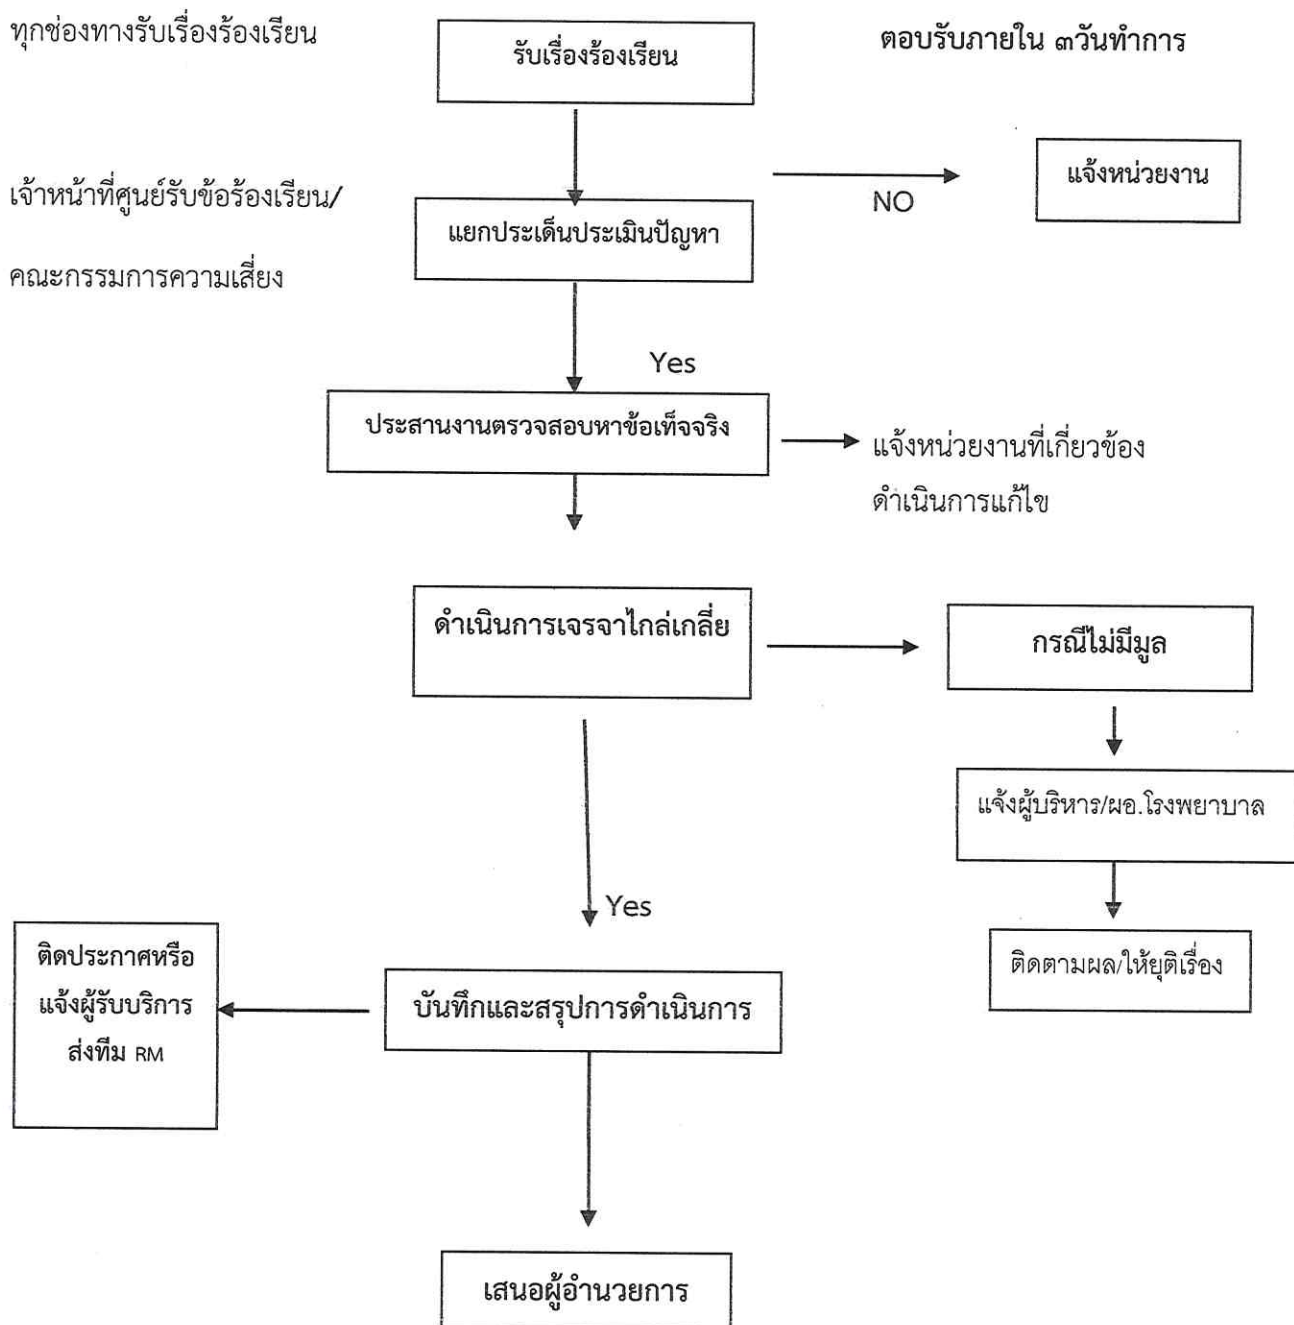 ทุกช่องทางรับเรื่องร้องเรียน
รับเรื่องร้องเรียน
ตอบรับภายใน ๓วันทำการ
เจ้าหน้าที่ศูนย์รับข้อร้องเรียน/
คณะกรรมการความเสี่ยง
แยกประเด็นประเมินปัญหา
NO
แจ้งหน่วยงาน
Yes
ประสานงานตรวจสอบหาข้อเท็จจริง
แจ้งหน่วยงานที่เกี่ยวข้อง
ดำเนินการแก้ไข
ดำเนินการเจรจาไกล่เกลี่ย
กรณีไม่มีมูล
แจ้งผู้บริหาร/ผอ.โรงพยาบาล
ติดตามผล/ให้ยุติเรื่อง
Yes
บันทึกและสรุปการดำเนินการ
ติดประกาศหรือ
แจ้งผู้รับบริการ
ส่งทีม RM
เสนอผู้อำนวยการ